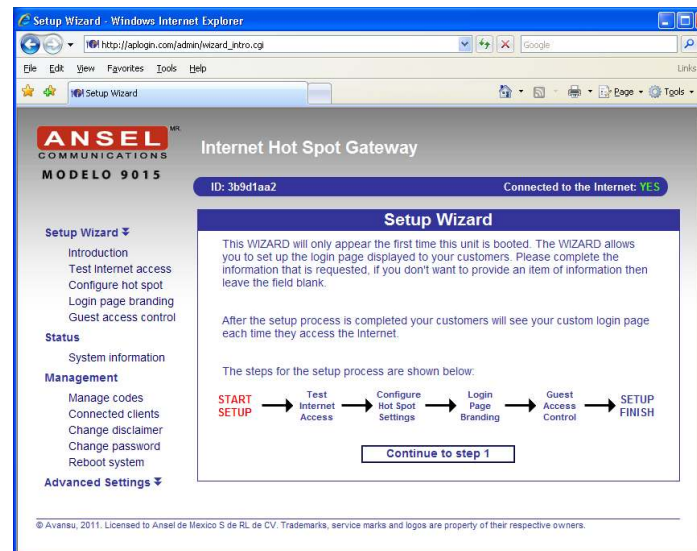 Setup Wizard - Windows Internet Explorer
http://aplogin.com/admin/wizard_intro.cgi
Google
File Edit View Favorites Tools Help
Links
Setup Wizard
Page Tools
ANSEL MR.
COMMUNICATIONS
MODELO 9015
Internet Hot Spot Gateway
ID: 3b9d1aa2
Connected to the Internet: YES
Setup Wizard
Introduction
Test Internet access
Configure hot spot
Login page branding
Guest access control
Status
System information
Management
Manage codes
Connected clients
Change disclaimer
Change password
Reboot system
Advanced Settings
Setup Wizard
This WIZARD will only appear the first time this unit is booted. The WIZARD allows
you to set up the login page displayed to your customers. Please complete the
information that is requested, if you don't want to provide an item of information then
leave the field blank.
After the setup process is completed your customers will see your custom login page
each time they access the Internet.
The steps for the setup process are shown below:
START
SETUP
Test
Internet
Access
Configure
Hot Spot
Settings
Login
Page
Branding
Guest
Access
Control
SETUP
FINISH
Continue to step 1
© Avansu, 2011. Licensed to Ansel de Mexico S de RL de CV. Trademarks, service marks and logos are property of their respective owners.